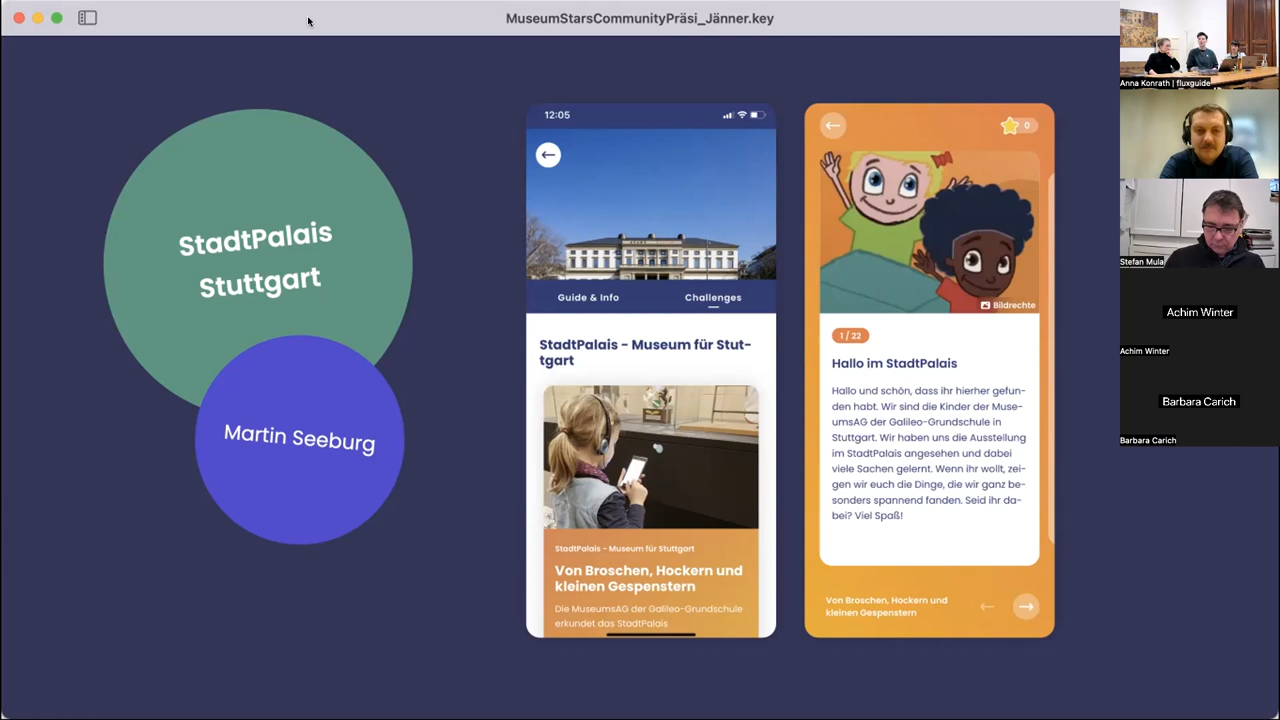 MuseumStarsCommunityPräsi_Jänner.key
StadtPalais
Stuttgart
Martin Seeburg
12:05
Guide & Info
Challenges
StadtPalais - Museum für Stut-
tgart
StadtPalais - Museum für Stuttgart
Von Broschen, Hockern und
kleinen Gespenstern
Die MuseumsAG der Galileo-Grundschule
erkundet das StadtPalais
0
Bildrechte
1 / 22
Hallo im StadtPalais
Hallo und schön, dass ihr hierher gefun-
den habt. Wir sind die Kinder der Muse-
umsAG der Galileo-Grundschule in
Stuttgart. Wir haben uns die Ausstellung
im StadtPalais angesehen und dabei
viele Sachen gelernt. Wenn ihr wollt, zei-
gen wir euch die Dinge, die wir ganz be-
sonders spannend fanden. Seid ihr da-
bei? Viel Spaß!
Von Broschen, Hockern und
kleinen Gespenstern
Anna Konrath | fluxguide
Stefan Mula
Achim Winter
Achim Winter
Barbara Carich
Barbara Carich